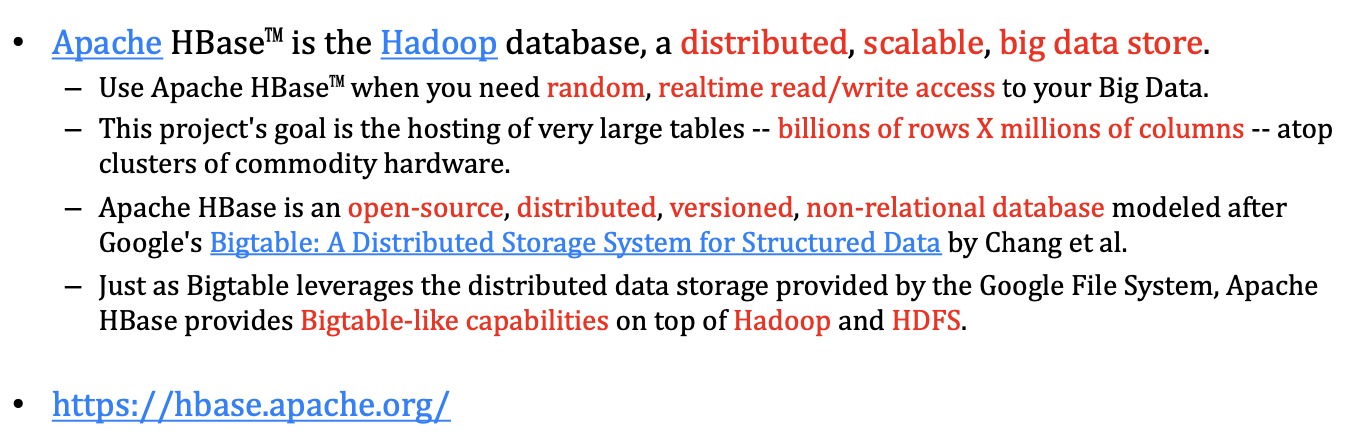 • Apache HBase™ is the Hadoop database, a distributed, scalable, big data store.
– Use Apache HBase™ when you need random, realtime read/write access to your Big Data.
– This project's goal is the hosting of very large tables -- billions of rows X millions of columns -- atop
clusters of commodity hardware.
– Apache HBase is an open-source, distributed, versioned, non-relational database modeled after
Google's Bigtable: A Distributed Storage System for Structured Data by Chang et al.
– Just as Bigtable leverages the distributed data storage provided by the Google File System, Apache
HBase provides Bigtable-like capabilities on top of Hadoop and HDFS.
• https://hbase.apache.org/